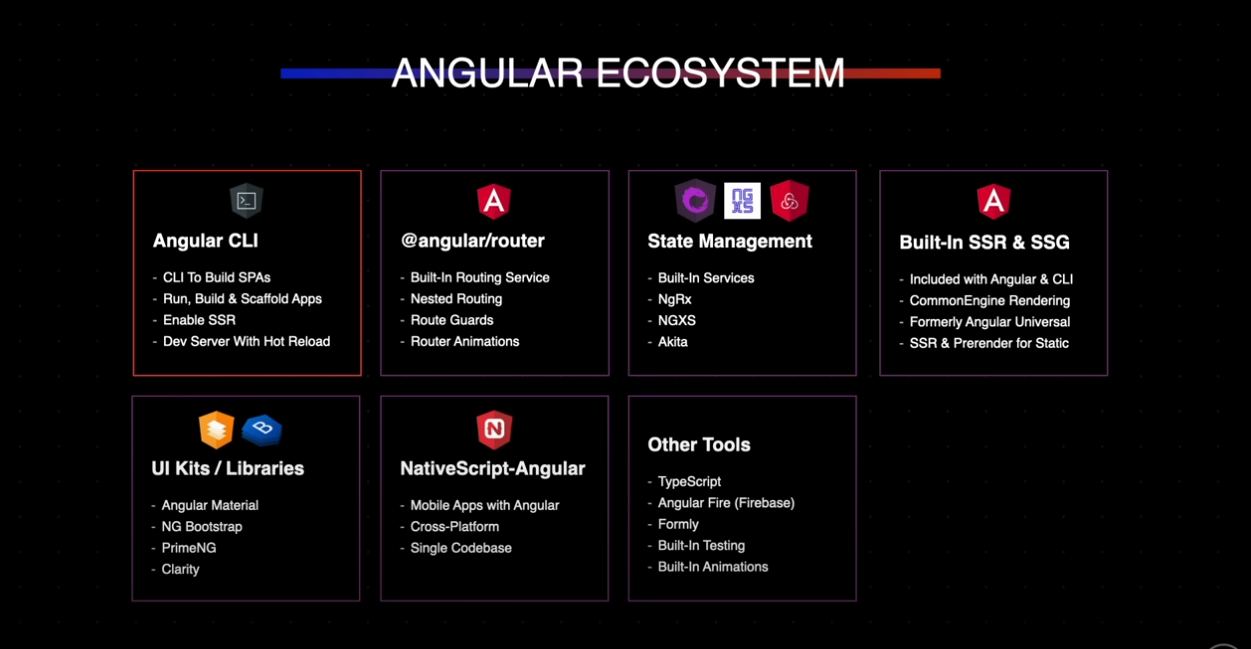 ANGULAR ECOSYSTEM
Angular CLI
- CLI To Build SPAs
- Run, Build & Scaffold Apps
- Enable SSR
- Dev Server With Hot Reload
@angular/router
- Built-In Routing Service
- Nested Routing
- Route Guards
- Router Animations
NG
XS
State Management
- Built-In Services
- NgRx
- NGXS
- Akita
A
Built-In SSR & SSG
- Included with Angular & CLI
- CommonEngine Rendering
- Formerly Angular Universal
- SSR & Prerender for Static
B
UI Kits / Libraries
- Angular Material
- NG Bootstrap
- PrimeNG
- Clarity
N
NativeScript-Angular
- Mobile Apps with Angular
- Cross-Platform
- Single Codebase
Other Tools
- TypeScript
- Angular Fire (Firebase)
- Formly
- Built-In Testing
- Built-In Animations